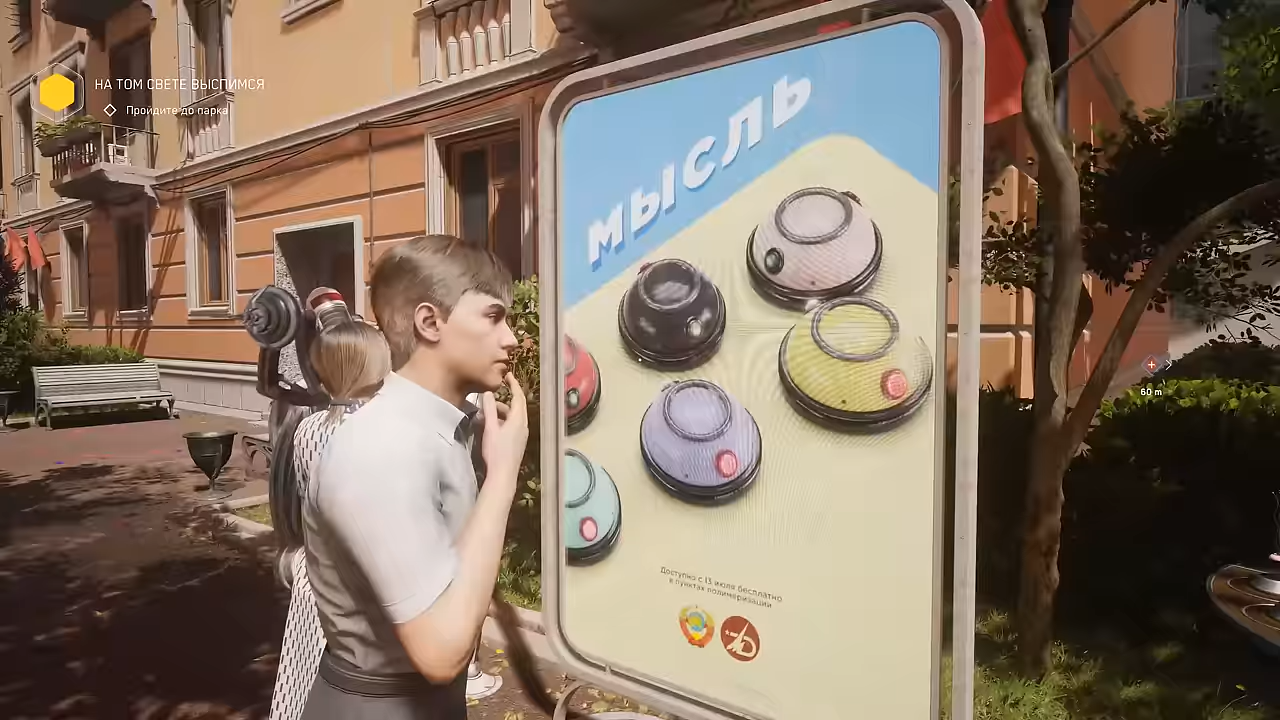 НА ТОМ СВЕТЕ ВЫСПИМСЯ
Пройдите до парка
МЫСЛЬ
60 m
Доступно с 13 июля бесплатно
в пунктах полимеризации